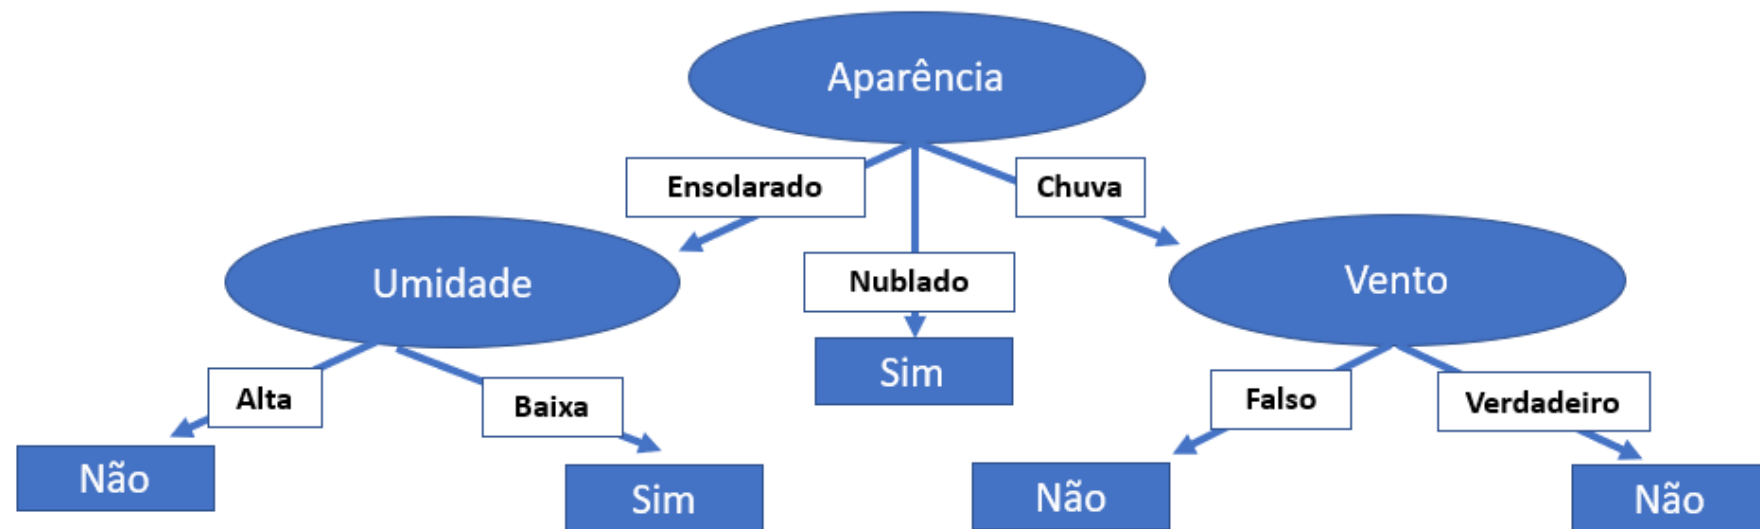 Aparência
Ensolarado
Chuva
Umidade
Nublado
Vento
Sim
Alta
Baixa
Falso
Verdadeiro
Não
Sim
Não
Não